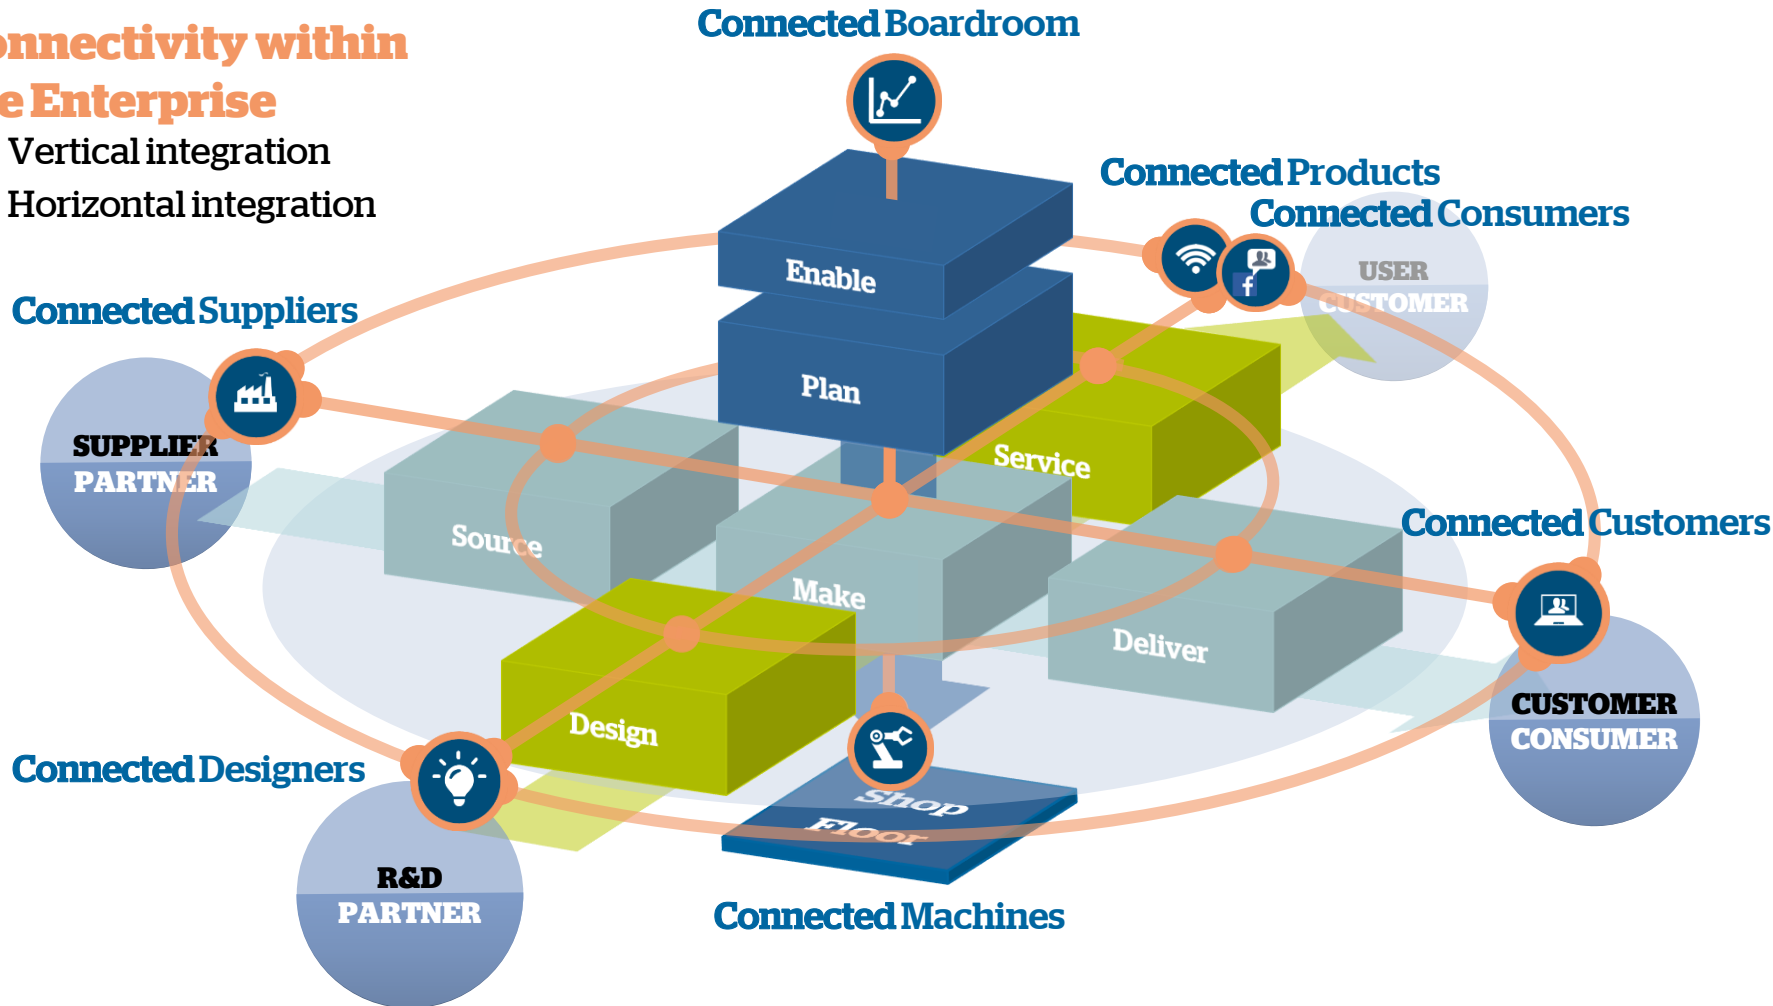 Connected Boardroom
onnectivity within
e Enterprise
Vertical integration
Horizontal integration
Connected Products
Connected Consumers
USER
CUSTOMER
Enable
Connected Suppliers
Plan
SUPPLIER
PARTNER
Service
Source
Connected Customers
Make
Deliver
CUSTOMER
CONSUMER
Design
Connected Designers
Shop
Floor
R&D
PARTNER
Connected Machines